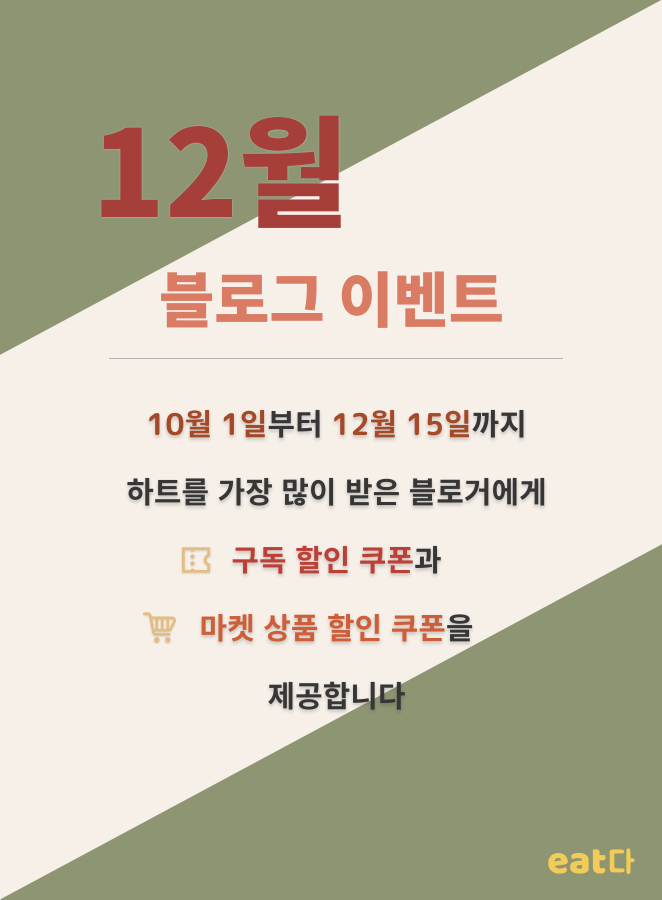 12월
블로그 이벤트
10월 1일부터 12월 15일까지
하트를 가장 많이 받은 블로거에게
구독 할인 쿠폰과
마켓 상품 할인 쿠폰을
제공합니다
eat다